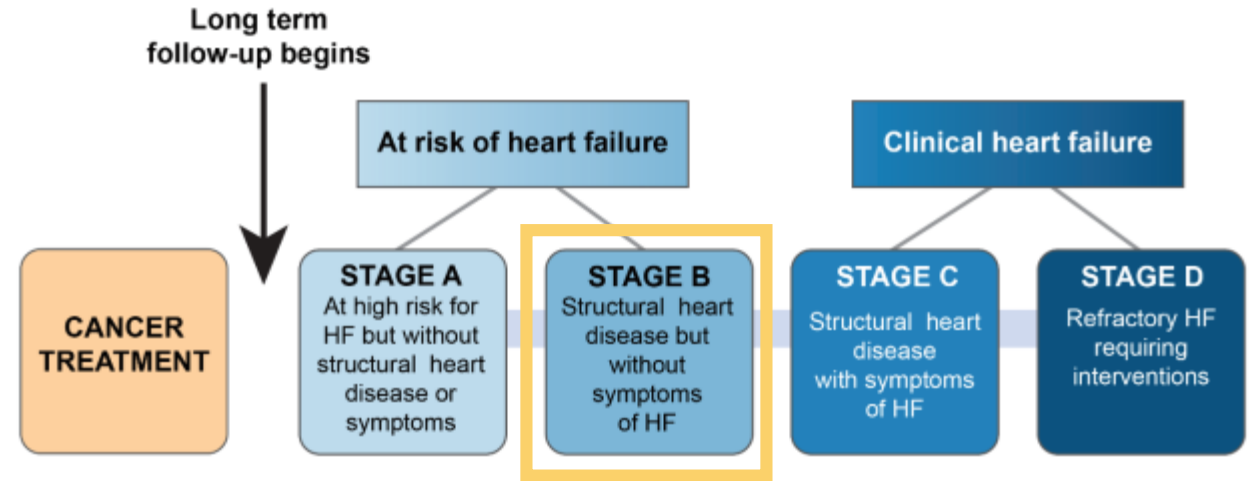 Long term
follow-up begins
At risk of heart failure
Clinical heart failure
CANCER
TREATMENT
STAGE A
At high risk for
HF but without
structural heart
disease or
symptoms
STAGE B
Structural heart
disease but
without
symptoms
of HF
STAGE C
Structural heart
disease
with symptoms
of HF
STAGE D
Refractory HF
requiring
interventions